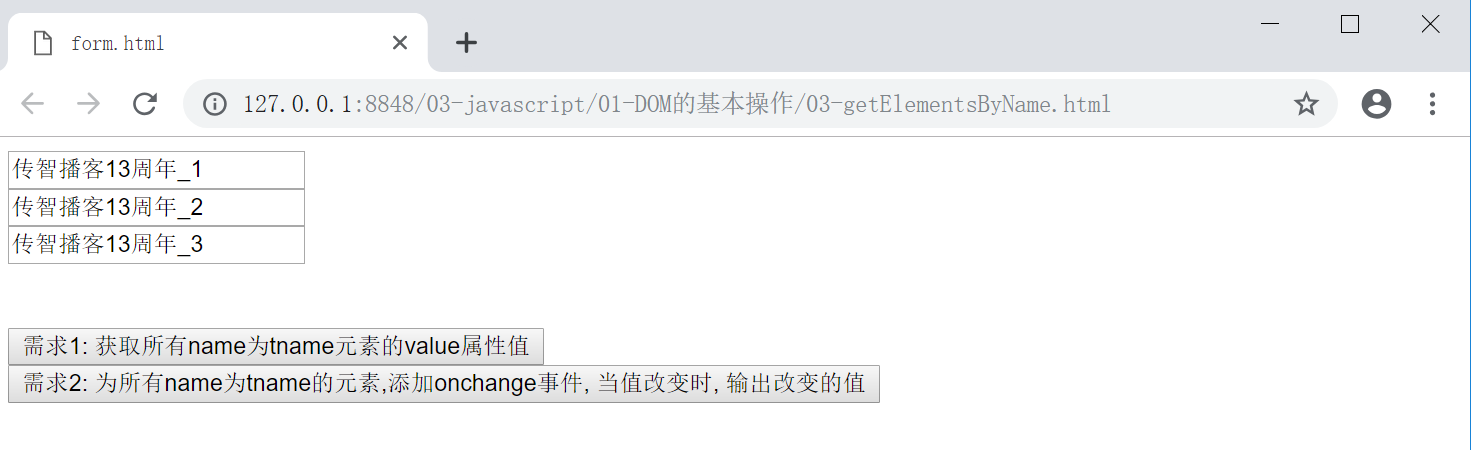 form.html
127.0.0.1:8848/03-javascript/01-DOM的基本操作/03-getElementsByName.html
传智播客13周年_1
传智播客13周年_2
传智播客13周年_3
需求1: 获取所有name为tname元素的value属性值
需求2: 为所有name为tname的元素,添加onchange事件, 当值改变时, 输出改变的值